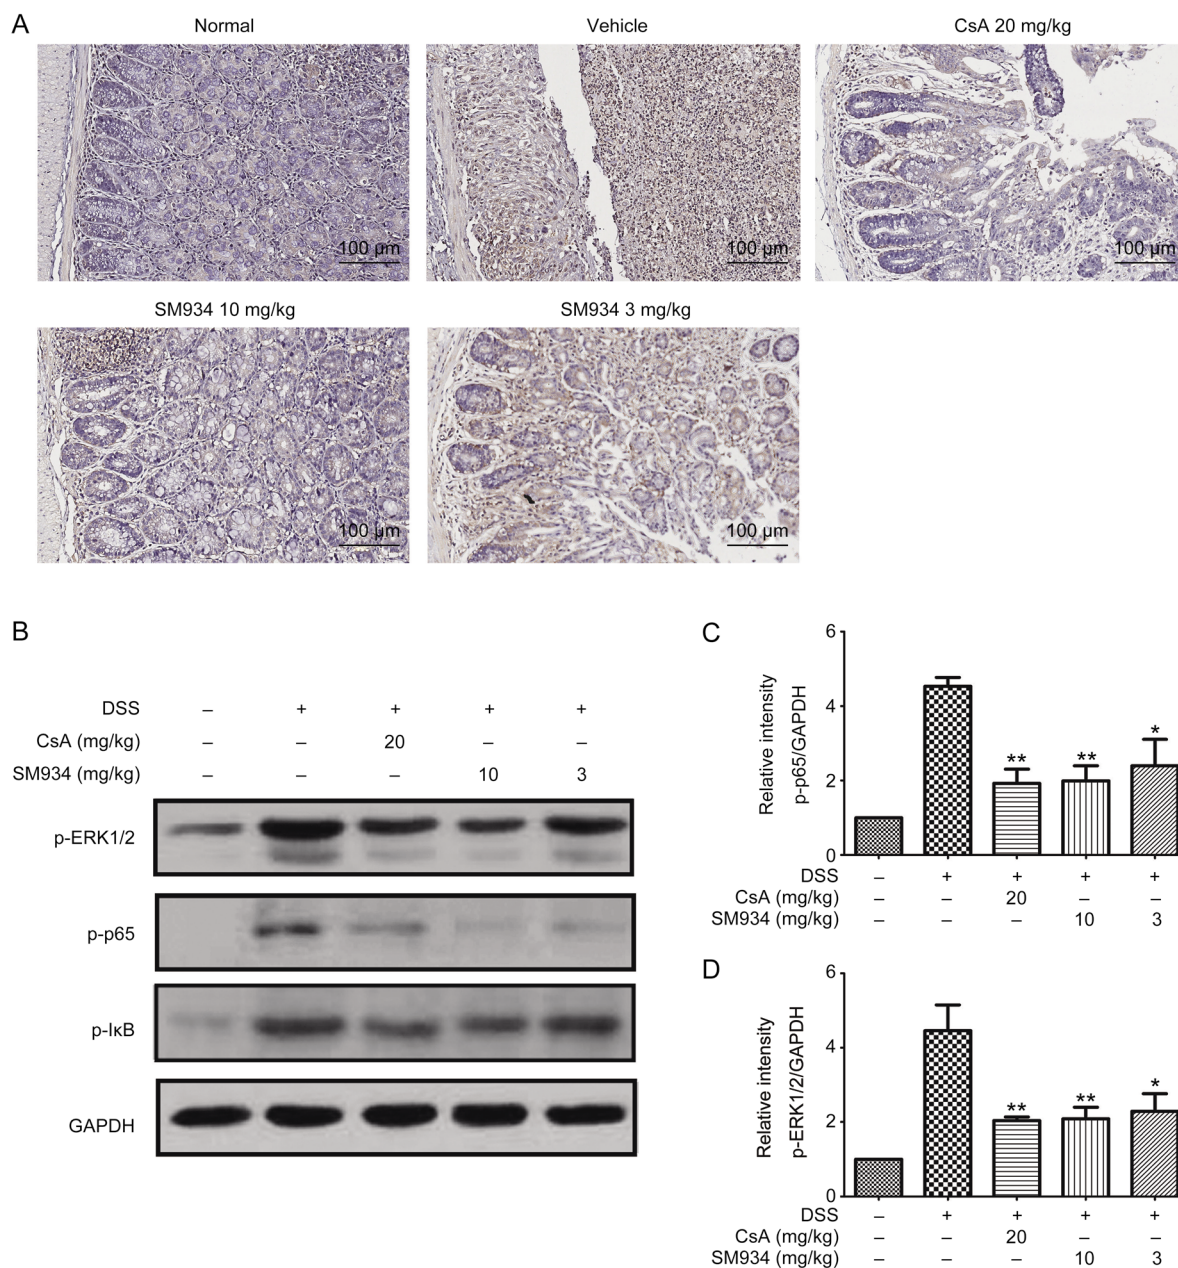 A
Normal
Vehicle
CsA 20 mg/kg
100 µm
100 µm
100 µm
SM934 10 mg/kg
SM934 3 mg/kg
100 µm
100 µm
B
DSS – + + + +
CsA (mg/kg) – – 20 – –
SM934 (mg/kg) – – – 10 3
p-ERK1/2
p-p65
p-IκB
GAPDH
C
Relative intensity
p-p65/GAPDH
6
4
2
0
** ** *
DSS – + + + +
CsA (mg/kg) – – 20 – –
SM934 (mg/kg) – – – 10 3
D
Relative intensity
p-ERK1/2/GAPDH
6
4
2
0
** ** *
DSS – + + + +
CsA (mg/kg) – – 20 – –
SM934 (mg/kg) – – – 10 3